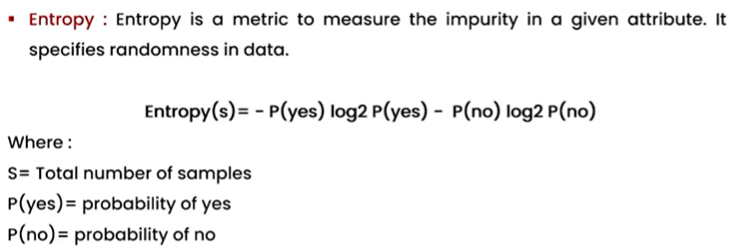 ▪ Entropy : Entropy is a metric to measure the impurity in a given attribute. It
specifies randomness in data.
Entropy(s)= - P(yes) log2 P(yes) - P(no) log2 P(no)
Where :
S= Total number of samples
P(yes)= probability of yes
P(no)= probability of no